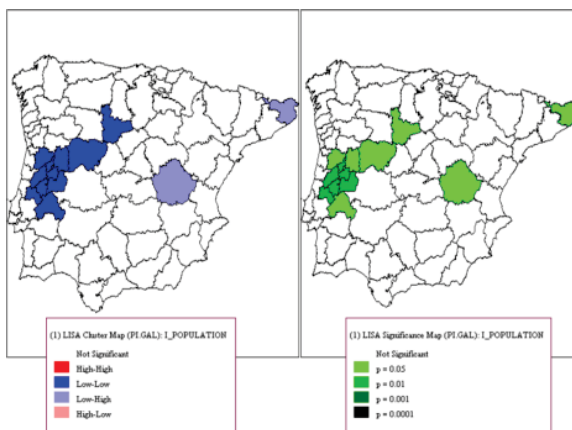 (1) LISA Cluster Map (PI.GAL): I_POPULATION
Not Significant
High-High
Low-Low
Low-High
High-Low
(1) LISA Significance Map (PI.GAL): I_POPULATION
Not Significant
p = 0.05
p = 0.01
p = 0.001
p = 0.0001